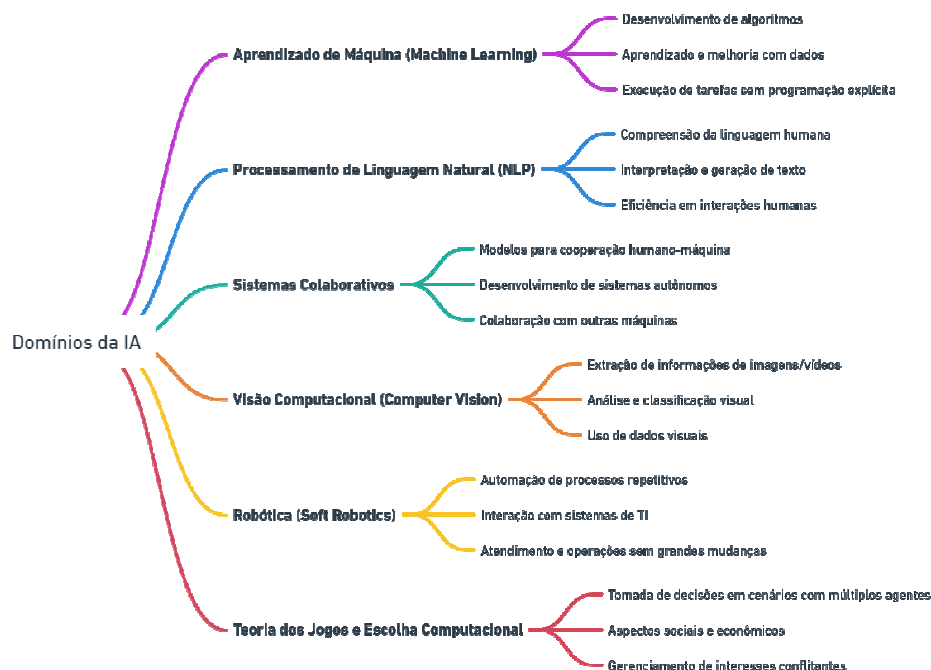 Domínios da IA
Aprendizado de Máquina (Machine Learning)
Desenvolvimento de algoritmos
Aprendizado e melhoria com dados
Execução de tarefas sem programação explícita
Processamento de Linguagem Natural (NLP)
Compreensão da linguagem humana
Interpretação e geração de texto
Eficiência em interações humanas
Sistemas Colaborativos
Modelos para cooperação humano-máquina
Desenvolvimento de sistemas autônomos
Colaboração com outras máquinas
Visão Computacional (Computer Vision)
Extração de informações de imagens/vídeos
Análise e classificação visual
Uso de dados visuais
Robótica (Soft Robotics)
Automação de processos repetitivos
Interação com sistemas de TI
Atendimento e operações sem grandes mudanças
Teoria dos Jogos e Escolha Computacional
Tomada de decisões em cenários com múltiplos agentes
Aspectos sociais e econômicos
Gerenciamento de interesses conflitantes